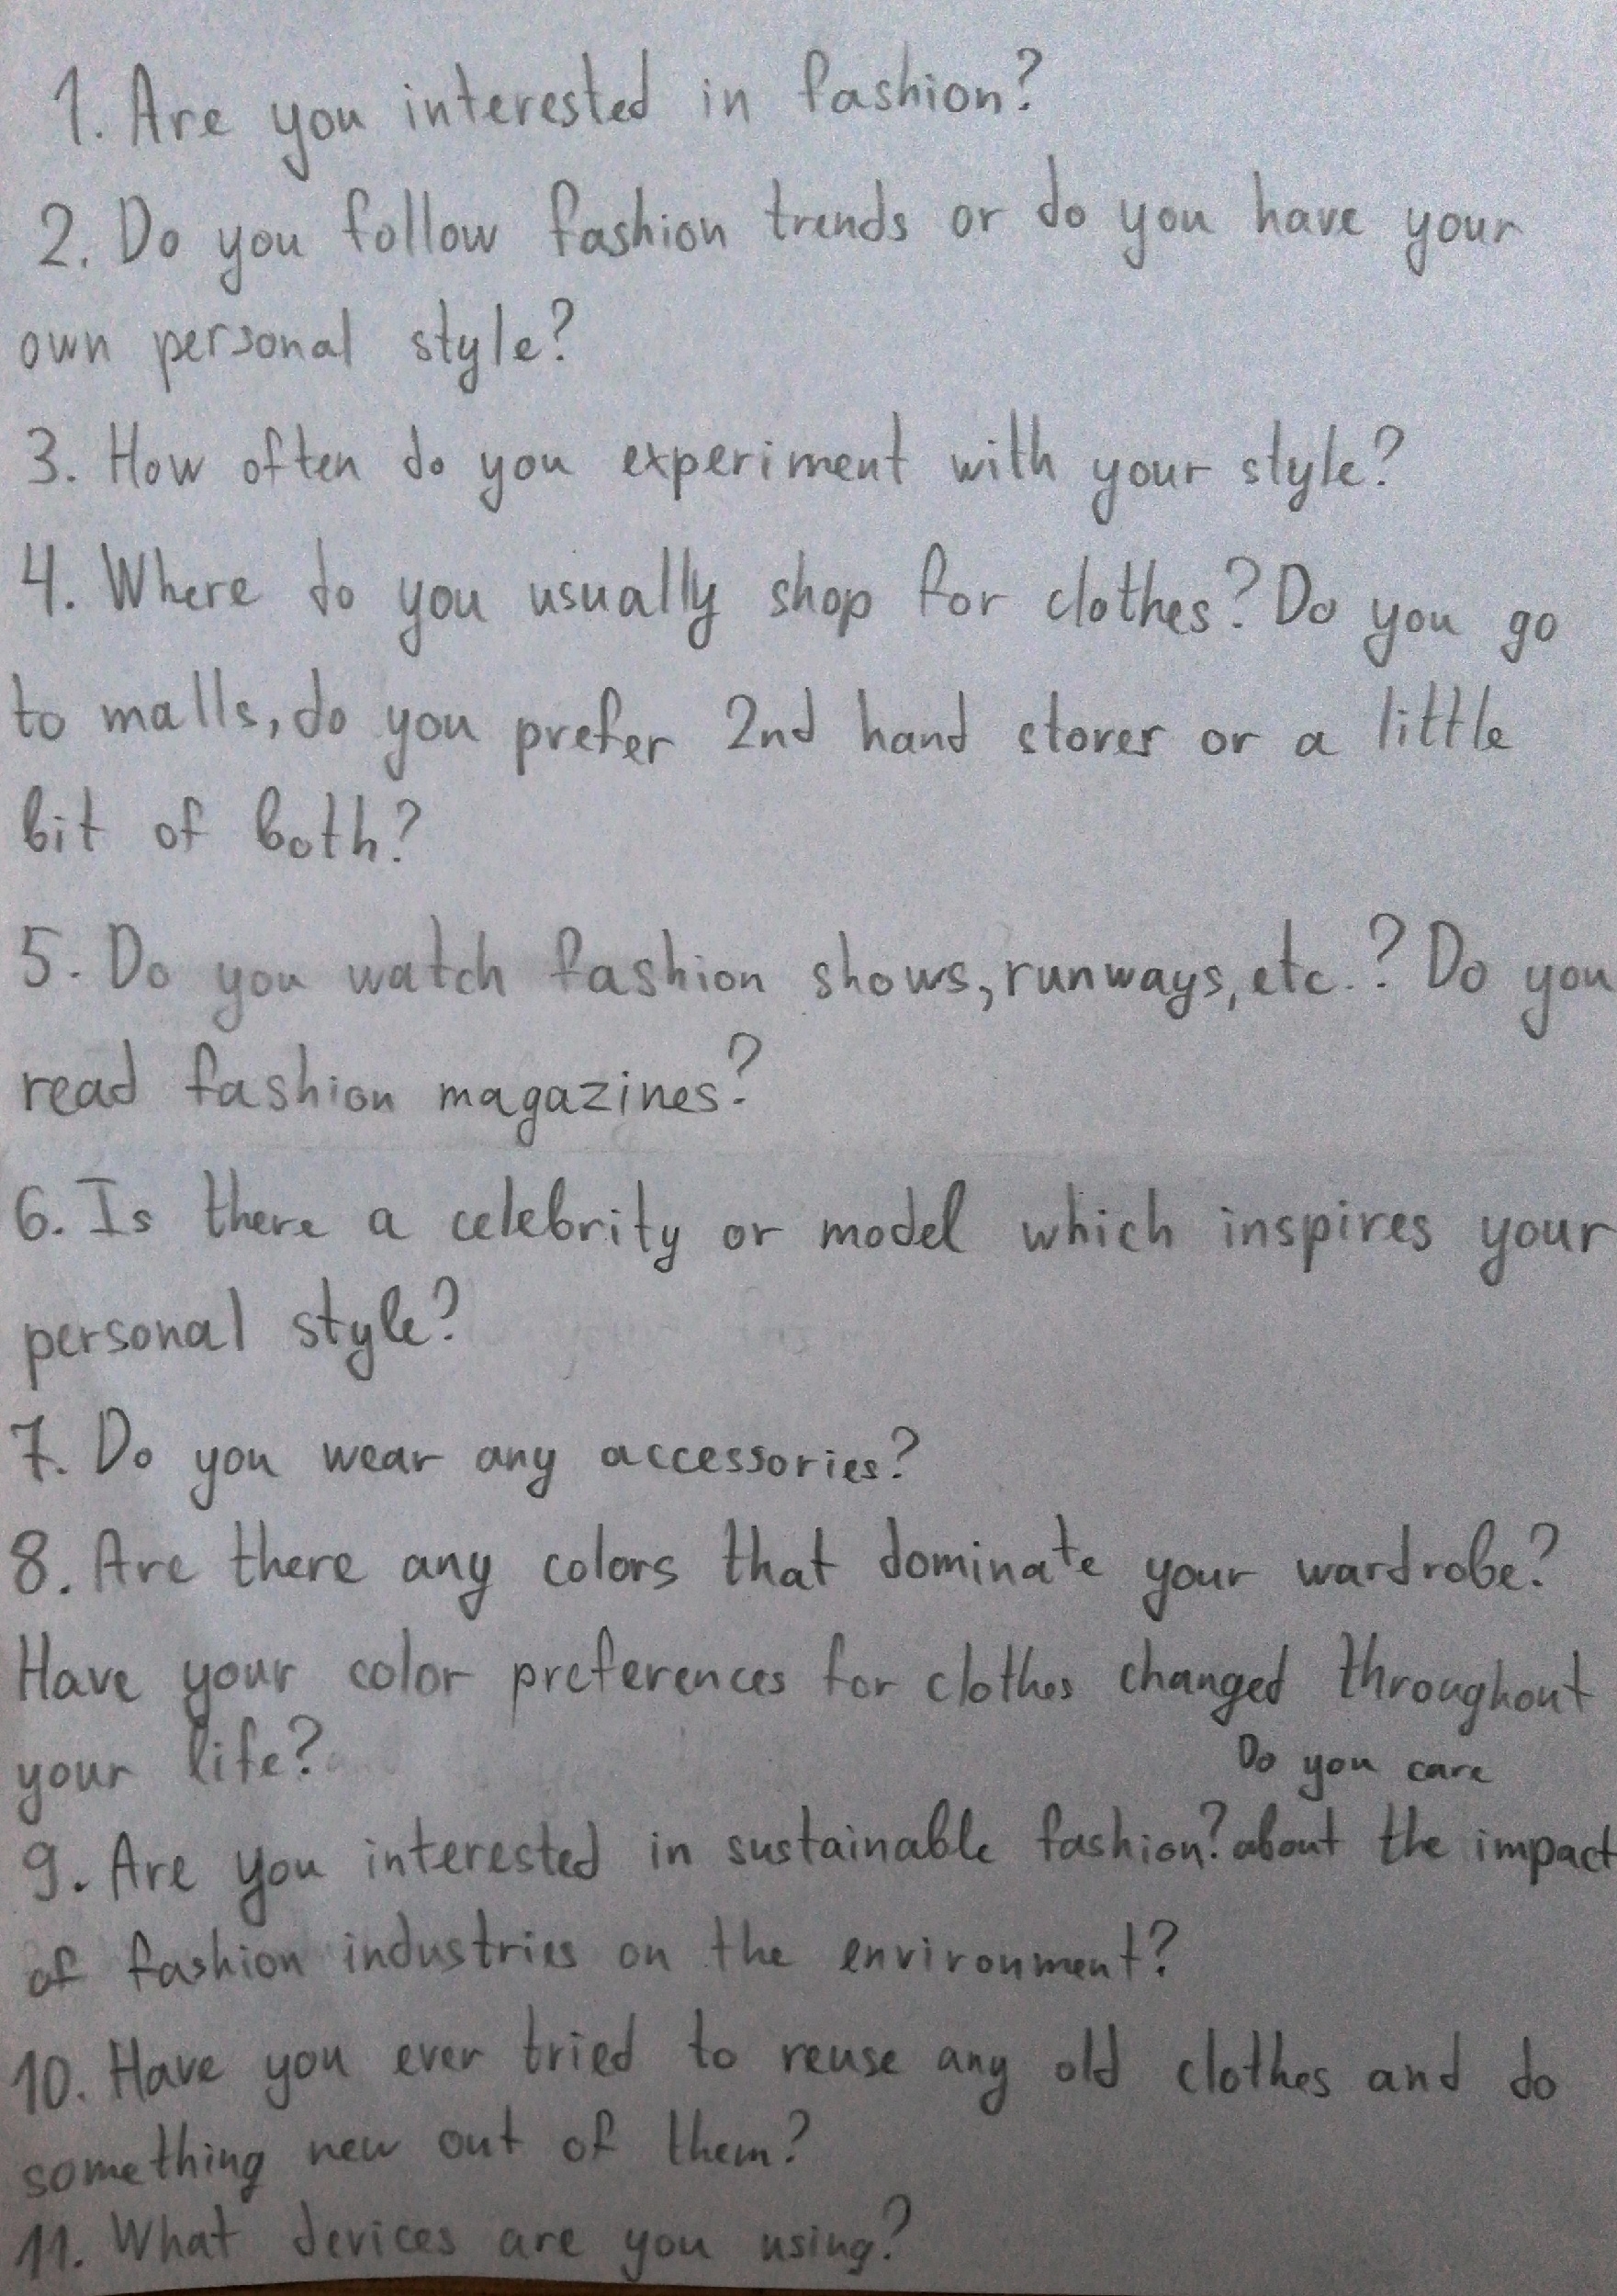 1. Are you interested in fashion?
2. Do you follow fashion trends or do you have your
own personal style?
3. How often do you experiment with your style?
4. Where do you usually shop for clothes? Do you go
to malls, do you prefer 2nd hand stores or a little
bit of both?
5. Do you watch fashion shows, runways, etc.? Do you
read fashion magazines?
6. Is there a celebrity or model which inspires your
personal style?
7. Do you wear any accessories?
8. Are there any colors that dominate your wardrobe?
Have your color preferences for clothes changed throughout
your life?
9. Are you interested in sustainable fashion? Do you care
about the impact
of fashion industries on the environment?
10. Have you ever tried to reuse any old clothes and do
something new out of them?
11. What devices are you using?